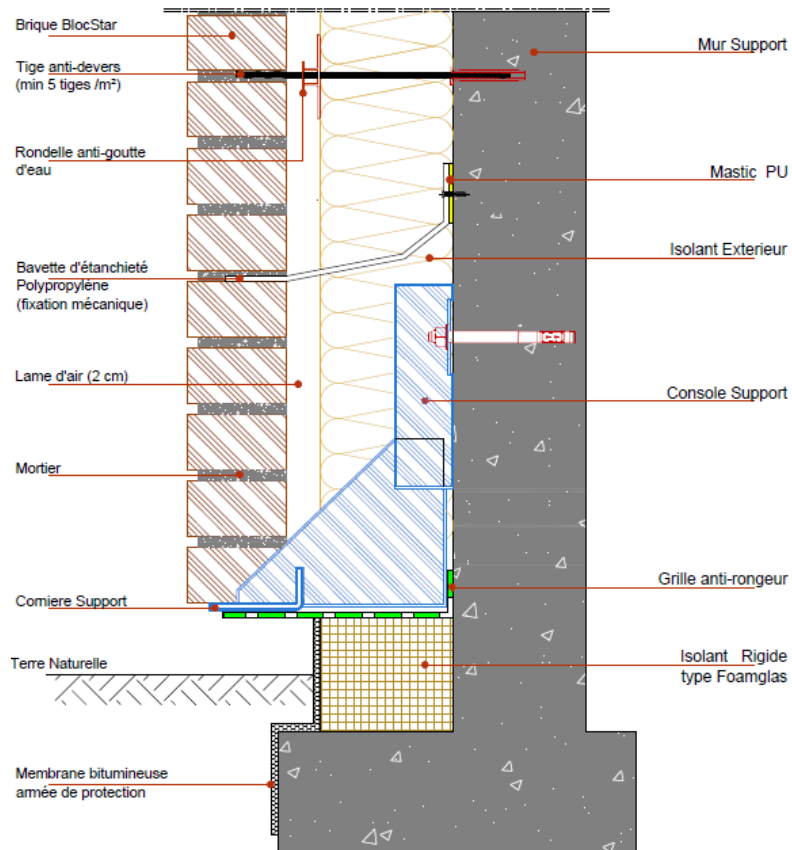 Brique BlocStar
Tige anti-devers
(min 5 tiges /m²)
Rondelle anti-goutte
d'eau
Bavette d'étanchieté
Polypropylène
(fixation mécanique)
Lame d'air (2 cm)
Mortier
Corniere Support
Terre Naturelle
Membrane bitumineuse
armée de protection
Mur Support
Mastic PU
Isolant Exterieur
Console Support
Grille anti-rongeur
Isolant Rigide
type Foamglas